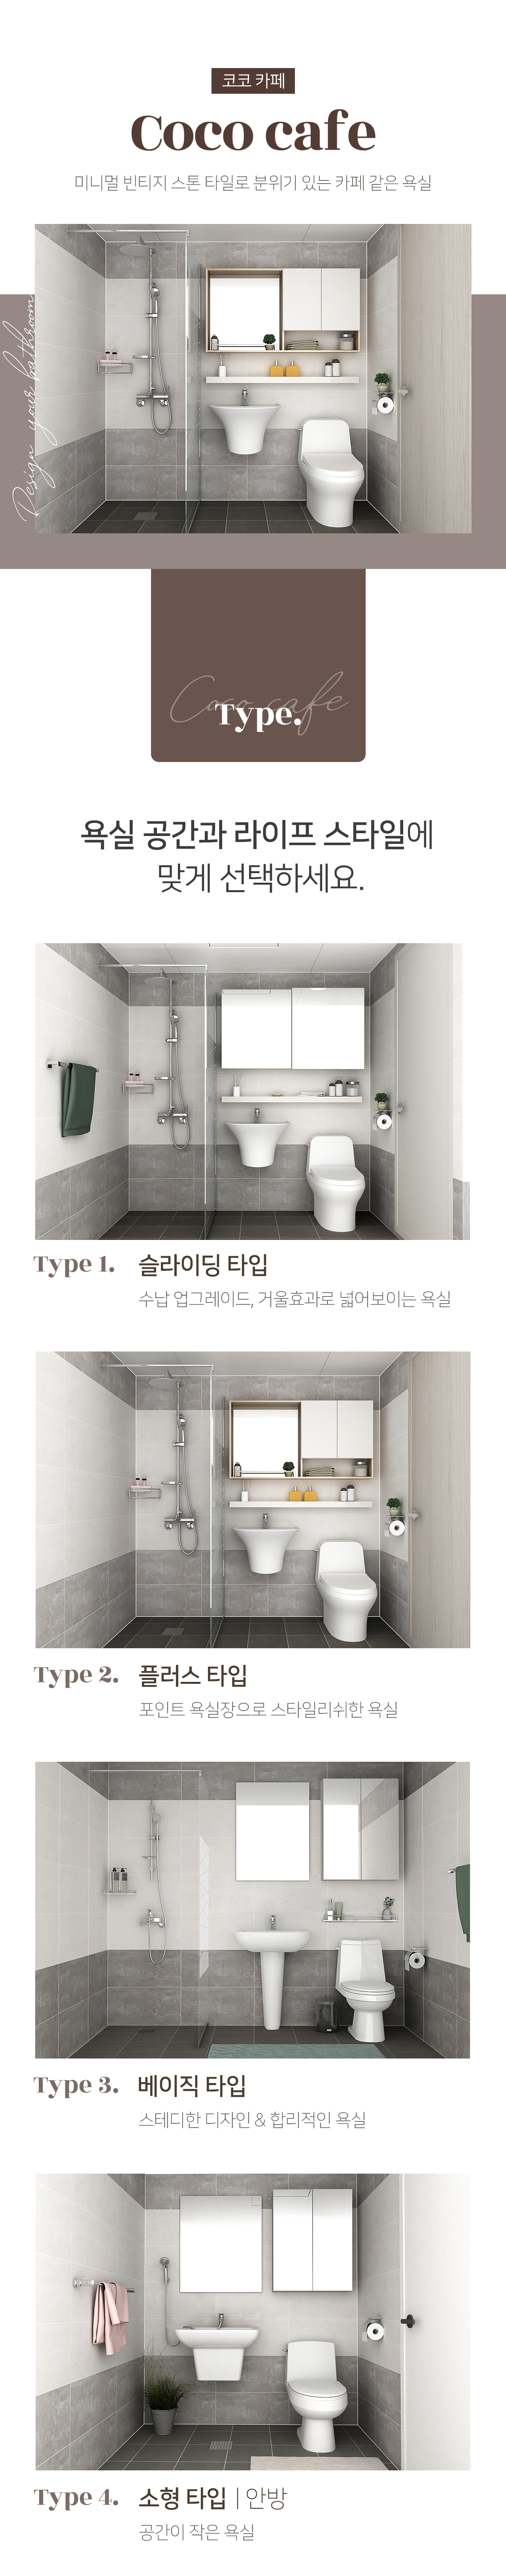 코코 카페
Coco cafe
미니멀 빈티지 스톤 타일로 분위기 있는 카페 같은 욕실
Design your bathroom
Coco cafe
Type.
욕실 공간과 라이프 스타일에
맞게 선택하세요.
Type 1. 슬라이딩 타입
수납 업그레이드, 거울효과로 넓어보이는 욕실
Type 2. 플러스 타입
포인트 욕실장으로 스타일리쉬한 욕실
Type 3. 베이직 타입
스테디한 디자인 & 합리적인 욕실
Type 4. 소형 타입 | 안방
공간이 작은 욕실